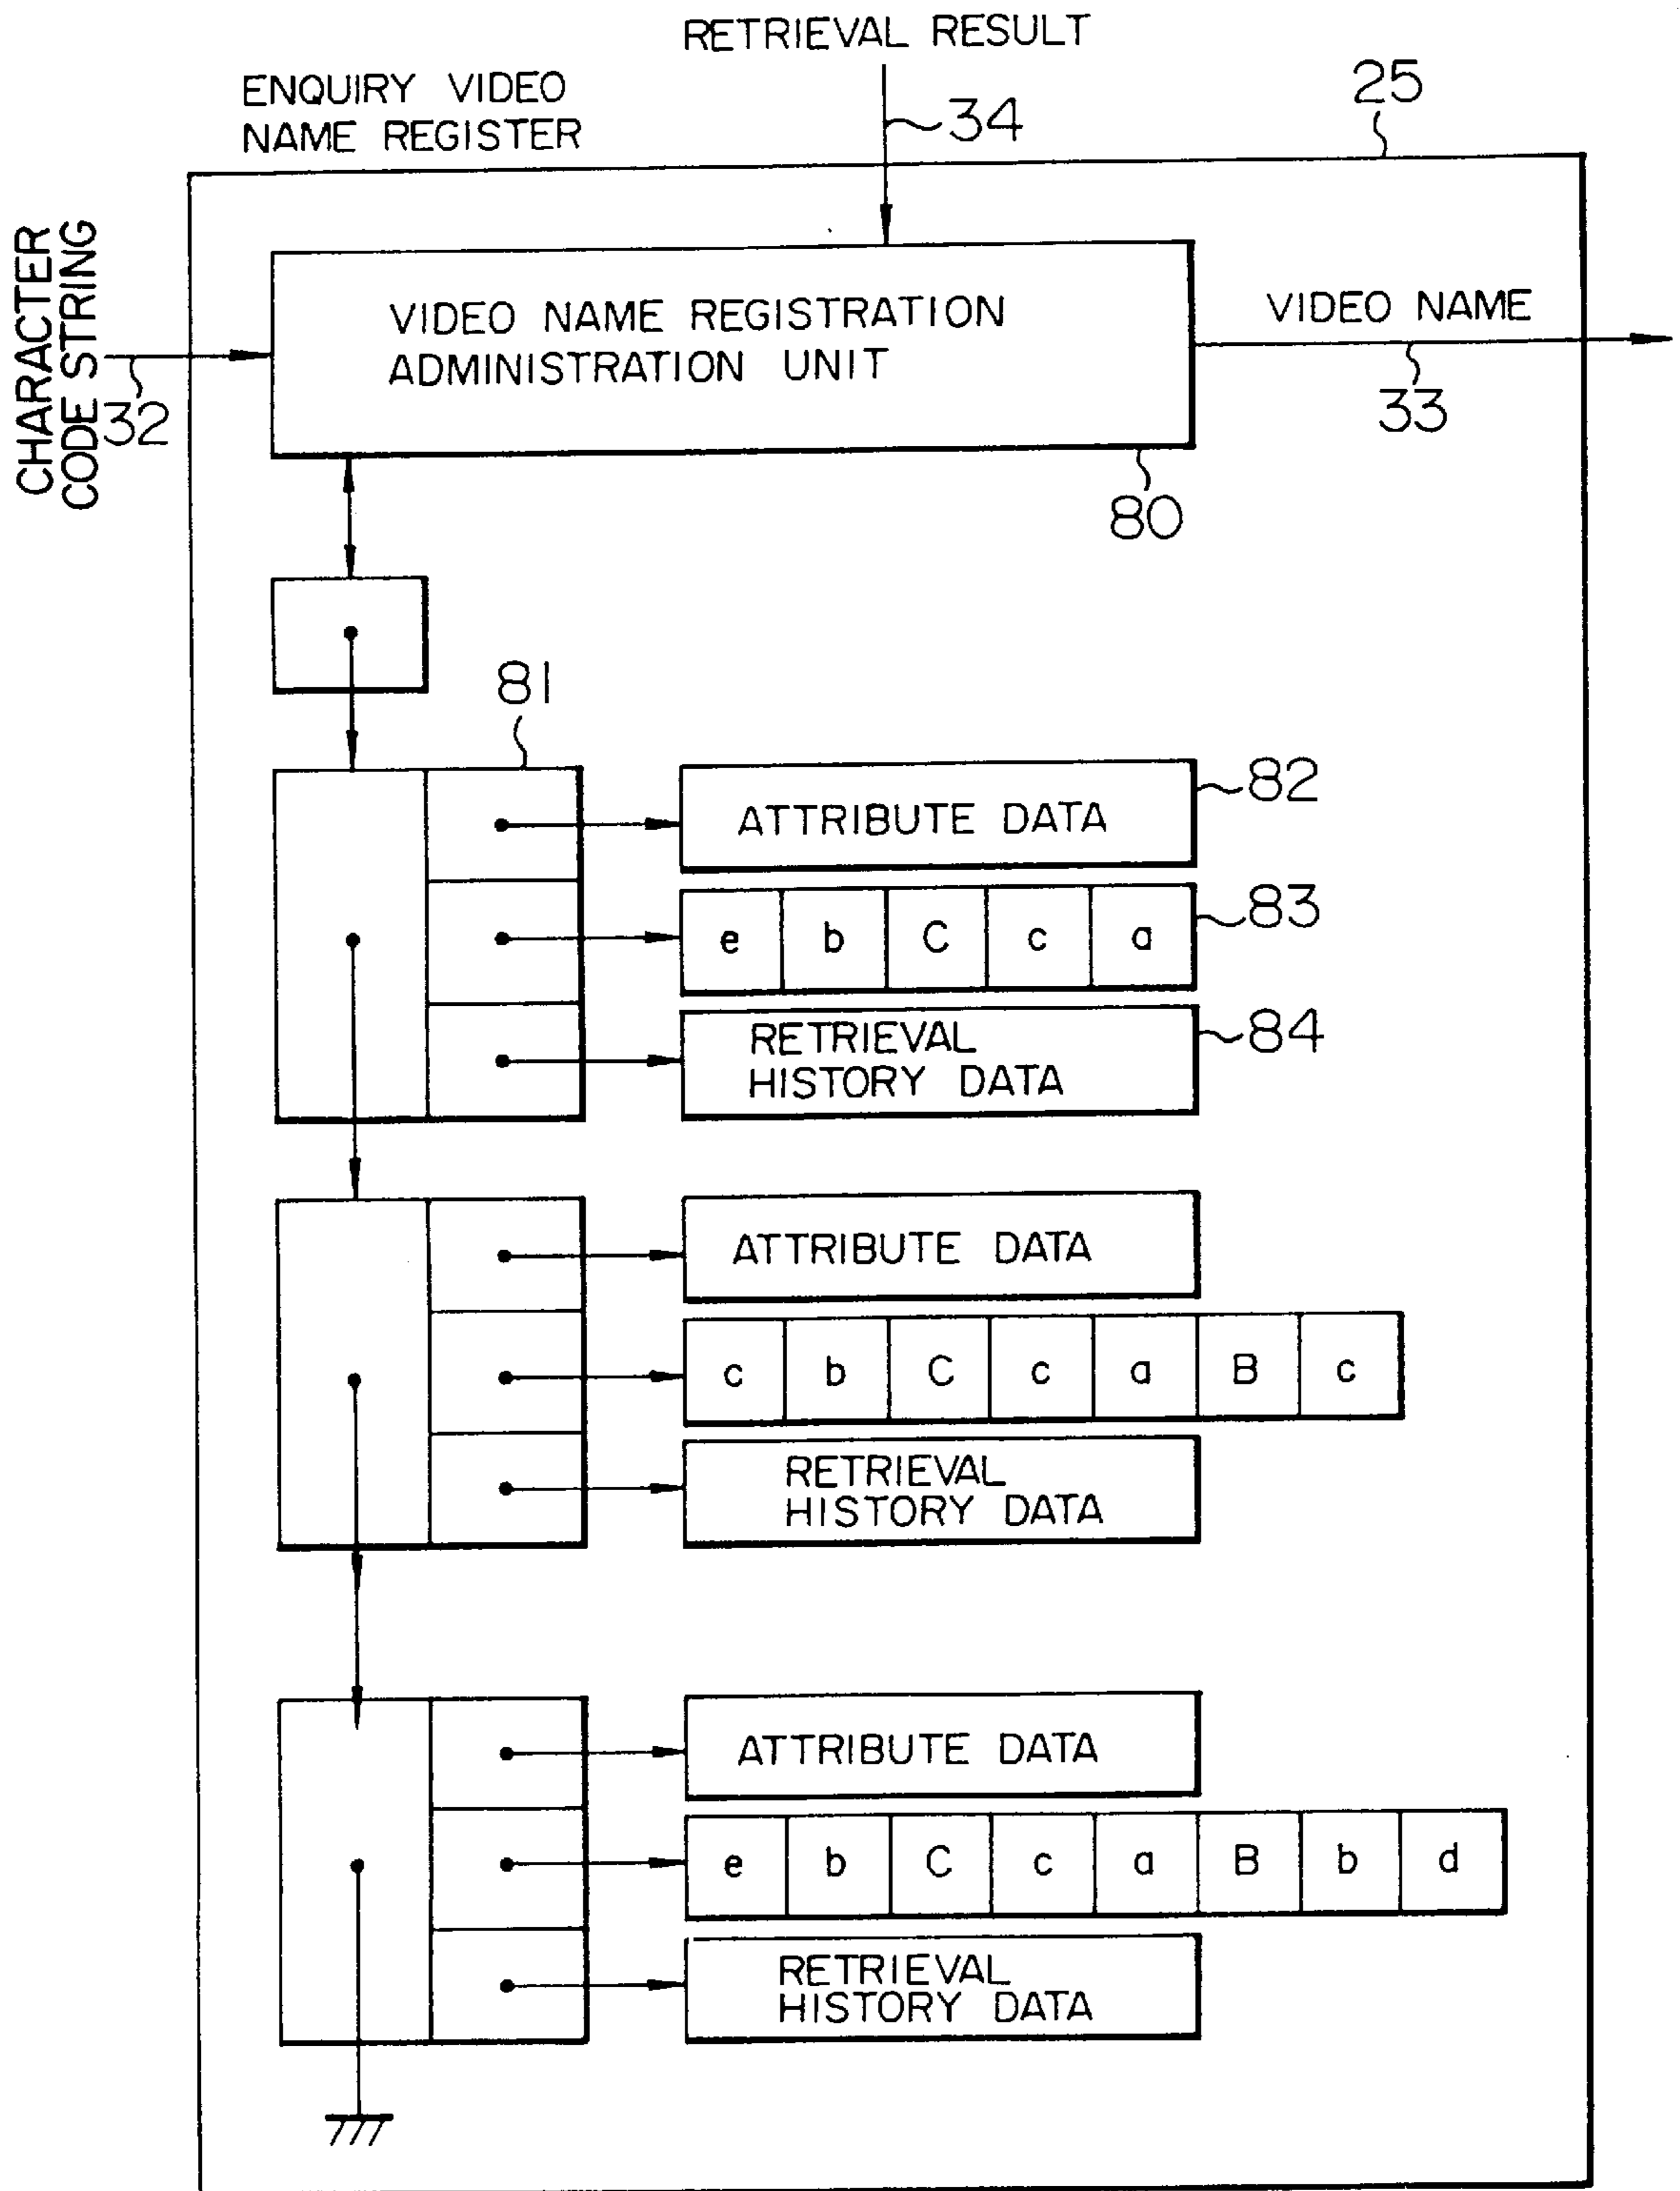 RETRIEVAL RESULT
ENQUIRY VIDEO
NAME REGISTER
34
25
CHARACTER
CODE STRING
32
VIDEO NAME REGISTRATION
ADMINISTRATION UNIT
VIDEO NAME
33
80
81
ATTRIBUTE DATA
82
e b C c a
83
RETRIEVAL
HISTORY DATA
84
ATTRIBUTE DATA
c b C c a B c
RETRIEVAL
HISTORY DATA
ATTRIBUTE DATA
e b C c a B b d
RETRIEVAL
HISTORY DATA